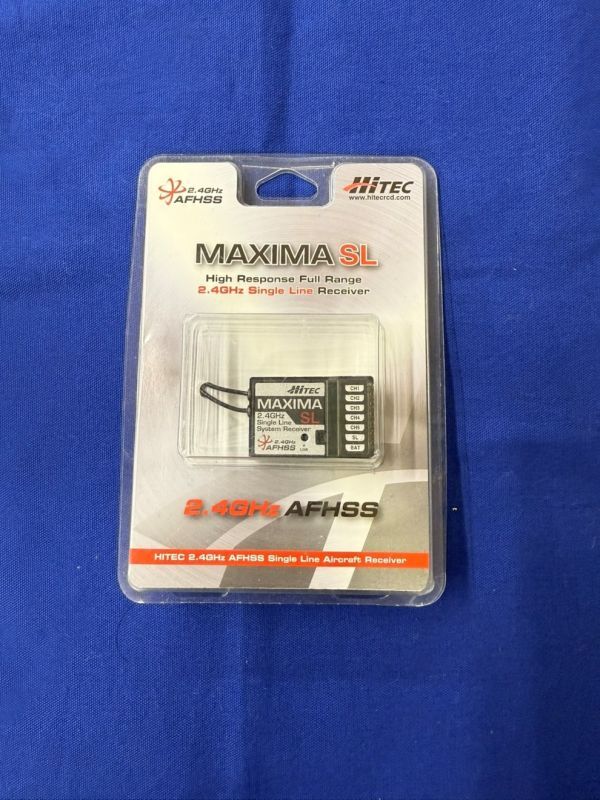 2.4GHz
AFHSS
HiTEC
www.hitecrcd.com
MAXIMA SL
High Response Full Range
2.4GHz Single Line Receiver
HiTEC
MAXIMA
2.4GHz SL
Single Line
System Receiver
2.4GHz
AFHSS
LINK
CH1
CH2
CH3
CH4
CH5
SL
BAT
2.4GHz AFHSS
HITEC 2.4GHz AFHSS Single Line Aircraft Receiver